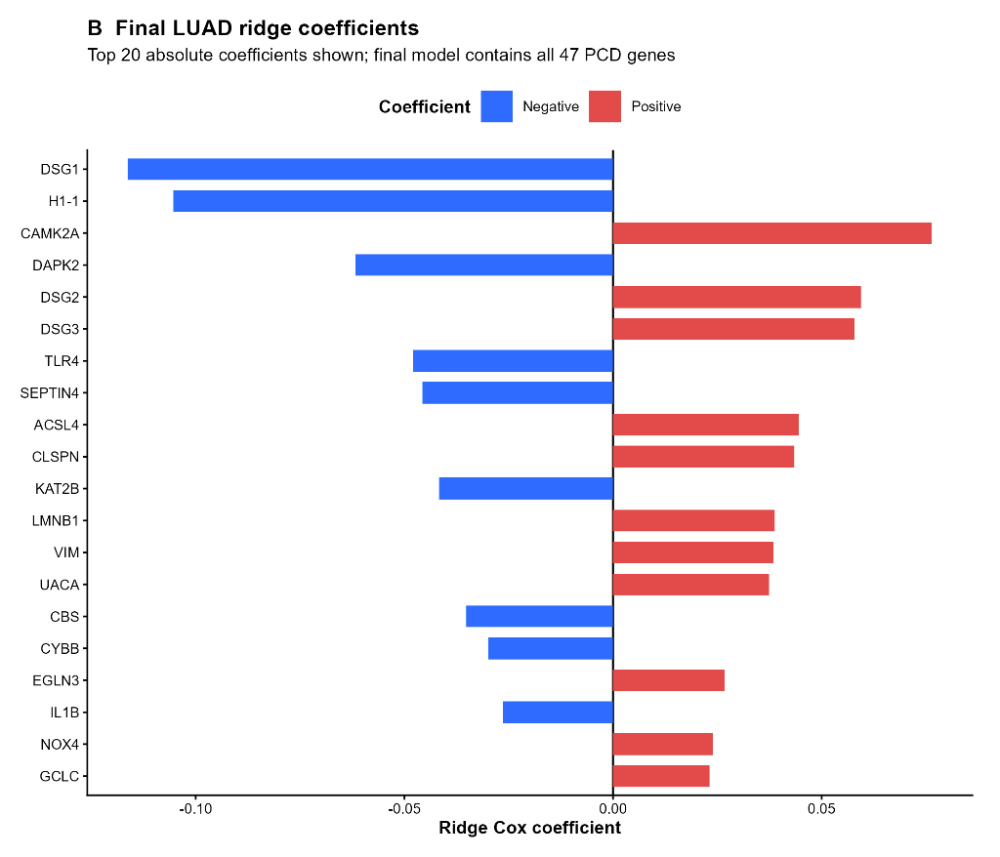 B Final LUAD ridge coefficients
Top 20 absolute coefficients shown; final model contains all 47 PCD genes
Coefficient Negative Positive
DSG1
H1-1
CAMK2A
DAPK2
DSG2
DSG3
TLR4
SEPTIN4
ACSL4
CLSPN
KAT2B
LMNB1
VIM
UACA
CBS
CYBB
EGLN3
IL1B
NOX4
GCLC
-0.10 -0.05 0.00 0.05
Ridge Cox coefficient